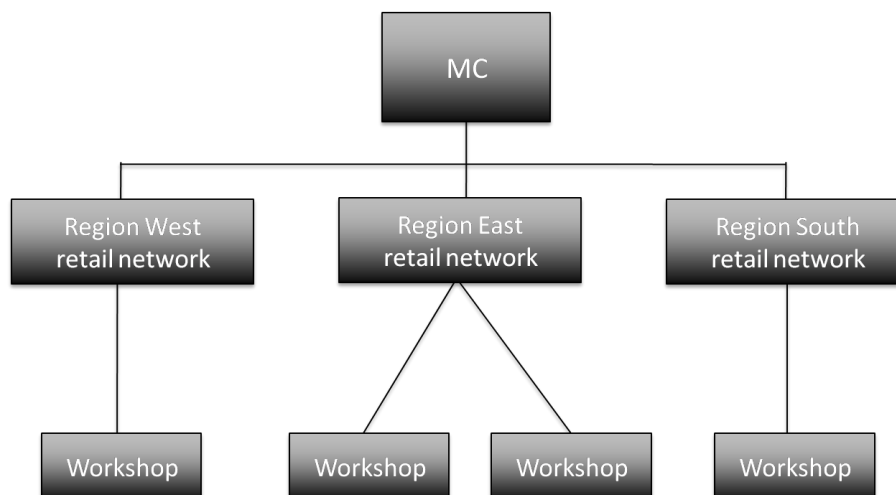 MC
Region West
retail network
Region East
retail network
Region South
retail network
Workshop
Workshop
Workshop
Workshop